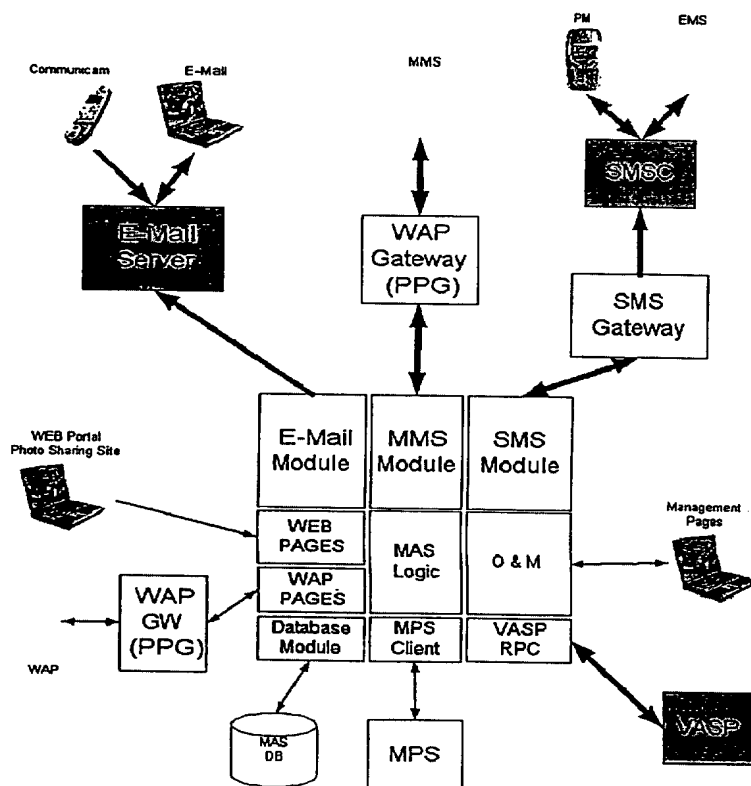 PM
EMS
Communicam
E-Mail
MMS
SMSC
E-Mail
Server
WAP
Gateway
(PPG)
SMS
Gateway
E-Mail
Module
MMS
Module
SMS
Module
WEB Portal
Photo Sharing Site
WEB
PAGES
MAS
Logic
O & M
Management
Pages
WAP
PAGES
WAP
GW
(PPG)
WAP
Database
Module
MPS
Client
VASP
RPC
MAS
DB
MPS
VASP